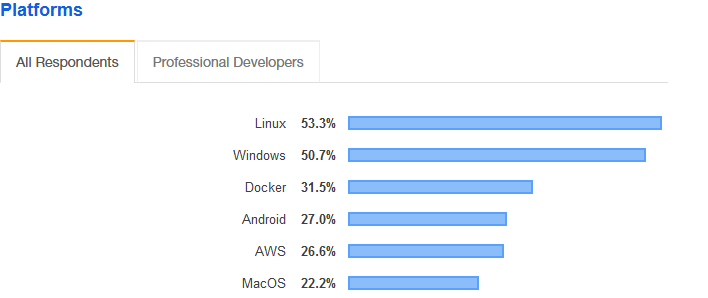 Platforms
All Respondents Professional Developers
Linux 53.3%
Windows 50.7%
Docker 31.5%
Android 27.0%
AWS 26.6%
MacOS 22.2%